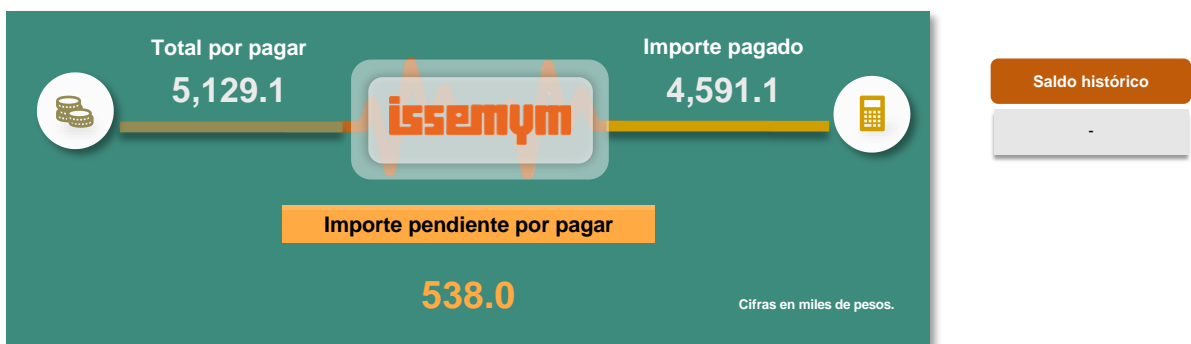 Total por pagar
5,129.1
issemym
Importe pagado
4,591.1
Importe pendiente por pagar
538.0
Cifras en miles de pesos.
Saldo histórico
-